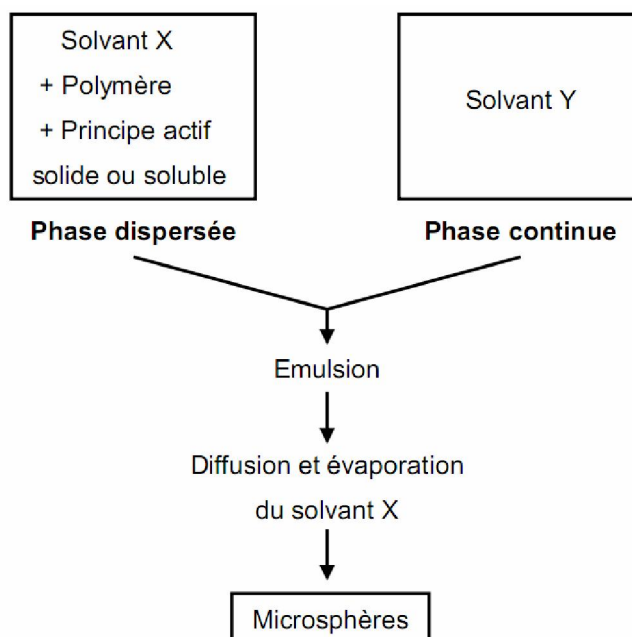 Solvant X
+ Polymère
+ Principe actif
solide ou soluble
Solvant Y
Phase dispersée
Phase continue
Emulsion
Diffusion et évaporation
du solvant X
Microsphères